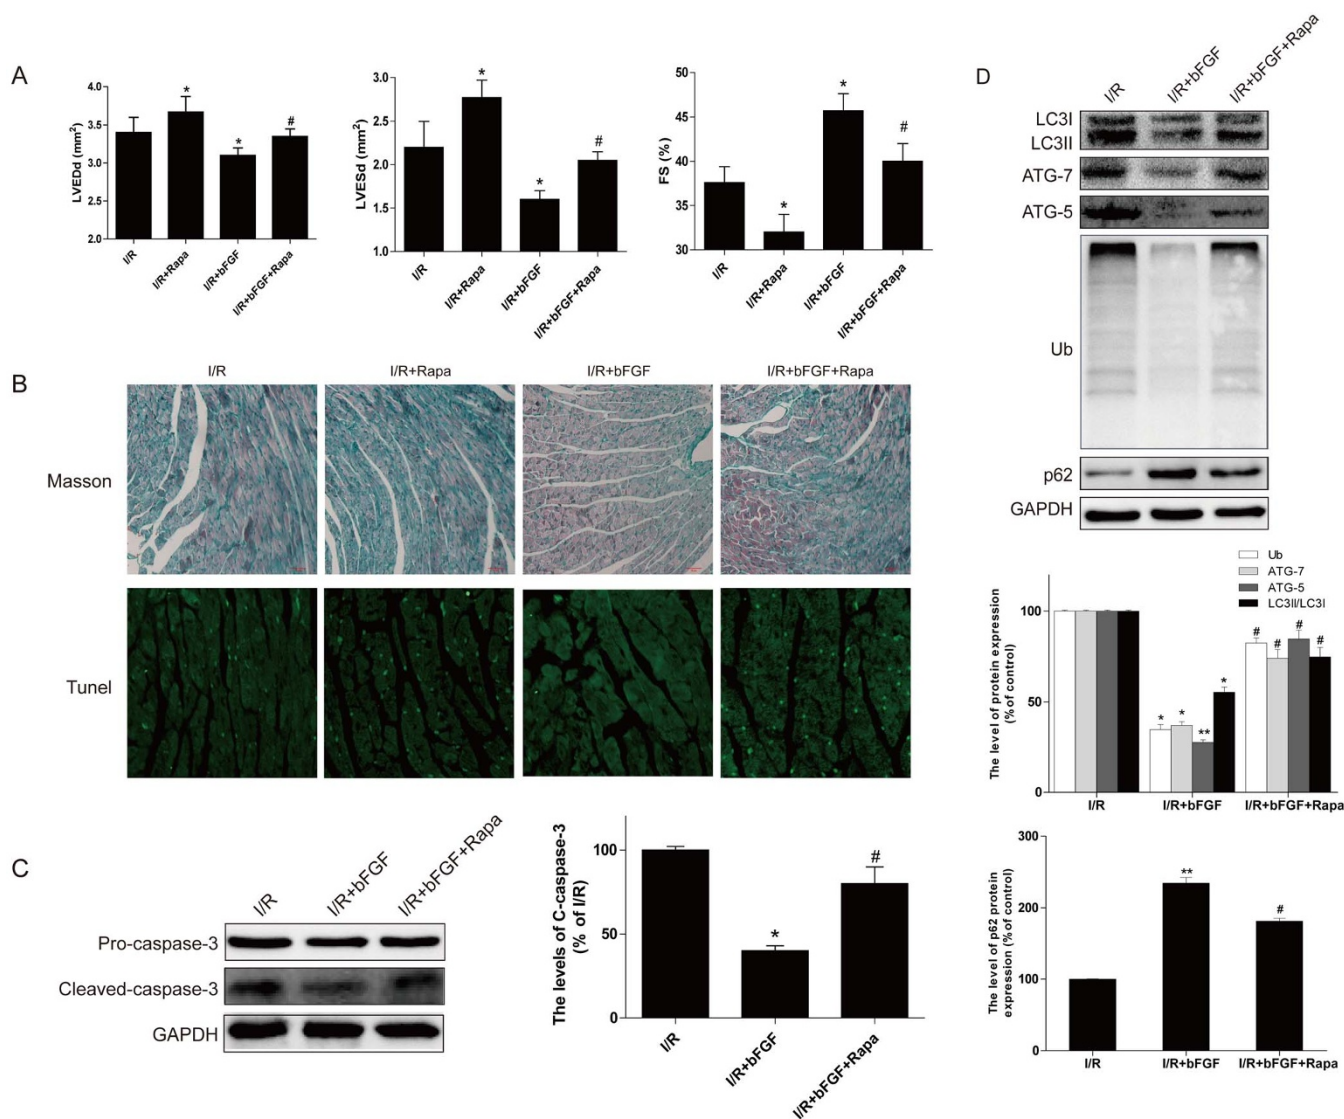 A
4.0
3.5
3.0
2.5
2.0
LVEDd (mm²)
*
*
#
I/R
I/R+Rapa
I/R+bFGF
I/R+bFGF+Rapa
3.0
2.5
2.0
1.5
1.0
LVESd (mm²)
*
*
#
I/R
I/R+Rapa
I/R+bFGF
I/R+bFGF+Rapa
50
45
40
35
30
FS (%)
*
*
#
I/R
I/R+Rapa
I/R+bFGF
I/R+bFGF+Rapa
B
I/R
I/R+Rapa
I/R+bFGF
I/R+bFGF+Rapa
Masson
Tunel
C
I/R
I/R+bFGF
I/R+bFGF+Rapa
Pro-caspase-3
Cleaved-caspase-3
GAPDH
The levels of C-caspase-3
(% of I/R)
100
50
0
*
#
I/R
I/R+bFGF
I/R+bFGF+Rapa
D
I/R
I/R+bFGF
I/R+bFGF+Rapa
LC3I
LC3II
ATG-7
ATG-5
Ub
p62
GAPDH
Ub
ATG-7
ATG-5
LC3II/LC3I
The level of protein expression
(% of control)
100
50
0
*
*
**
*
#
#
#
#
I/R
I/R+bFGF
I/R+bFGF+Rapa
The level of p62 protein
expression (% of control)
300
200
100
0
**
#
I/R
I/R+bFGF
I/R+bFGF+Rapa